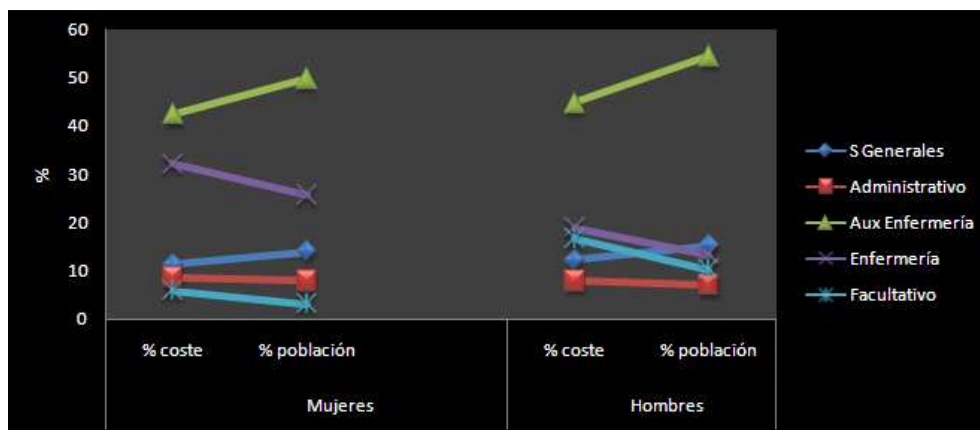 60
50
40
30
20
10
0
%
% coste
% población
% coste
% población
Mujeres
Hombres
S Generales
Administrativo
Aux Enfermería
Enfermería
Facultativo